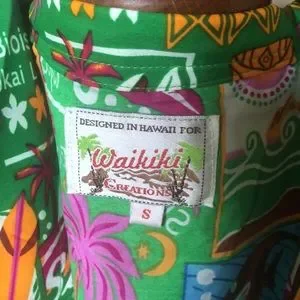 DESIGNED IN HAWAII FOR
Waikiki
CREATIONS
S